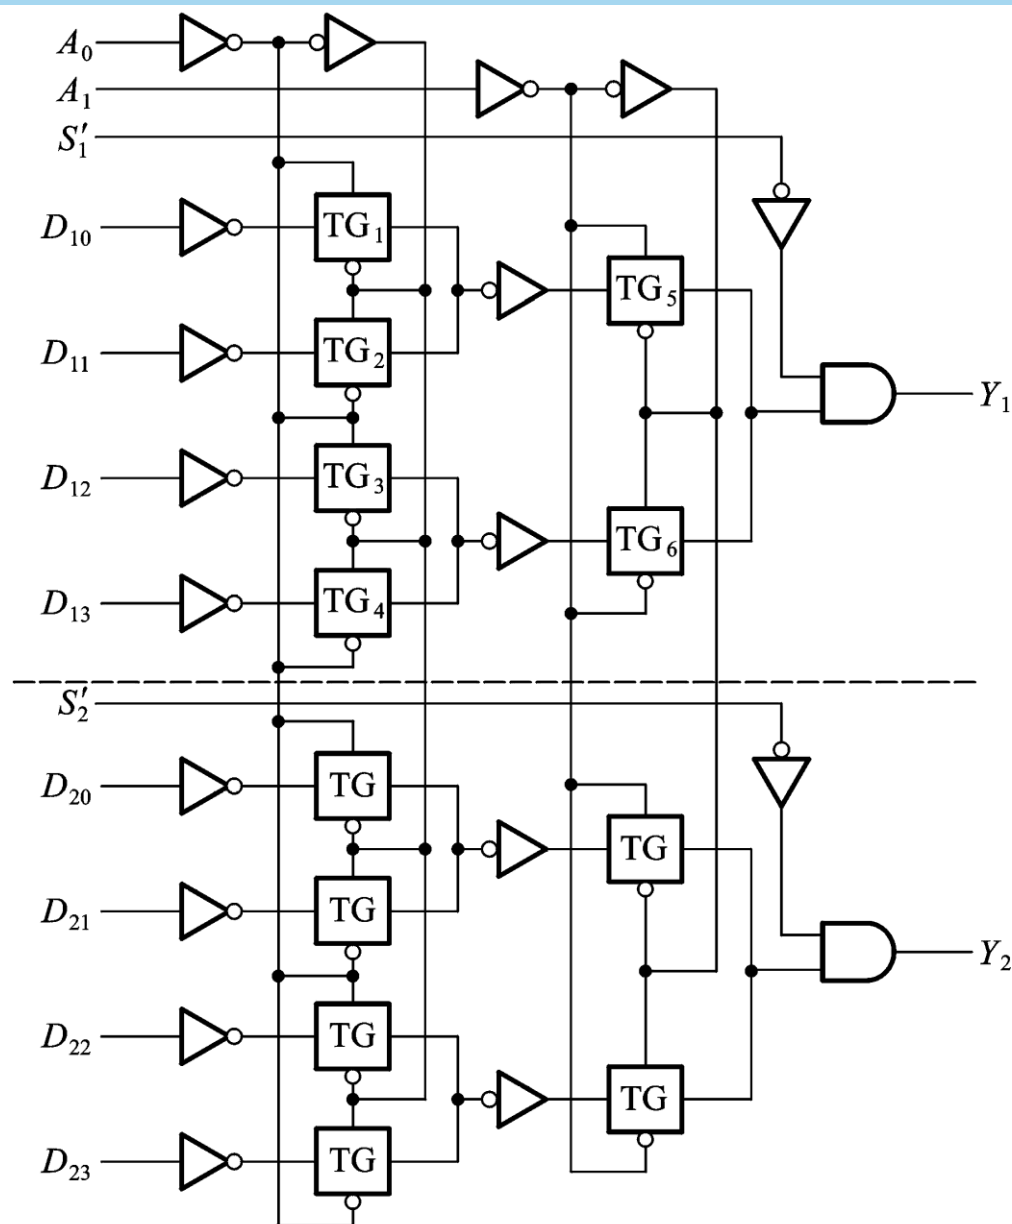 A₀
A₁
S′₁
D₁₀ TG₁
TG₅
D₁₁ TG₂
Y₁
D₁₂ TG₃
TG₆
D₁₃ TG₄
S′₂
D₂₀ TG
TG
D₂₁ TG
Y₂
D₂₂ TG
TG
D₂₃ TG